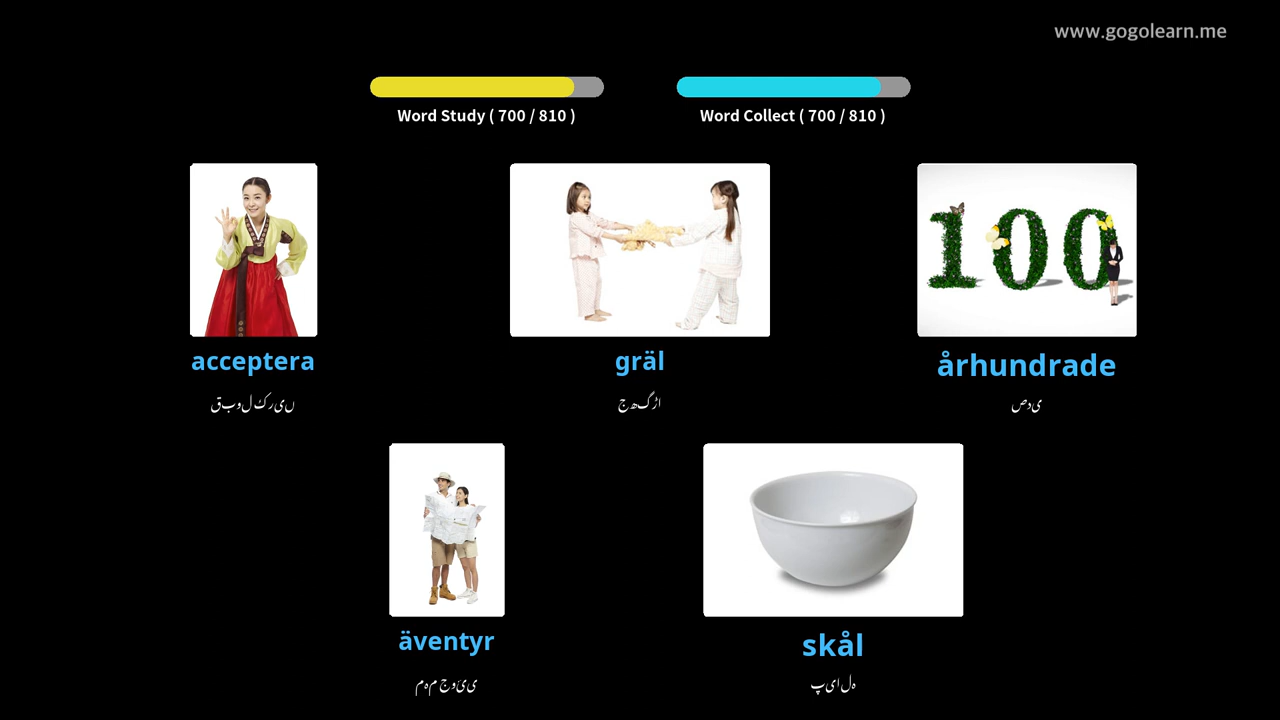 www.gogolearn.me
Word Study ( 700 / 810 )
Word Collect ( 700 / 810 )
acceptera
قبول کریں
gräl
جھگڑا
århundrade
صدی
äventyr
مہم جوئی
skål
پیالہ